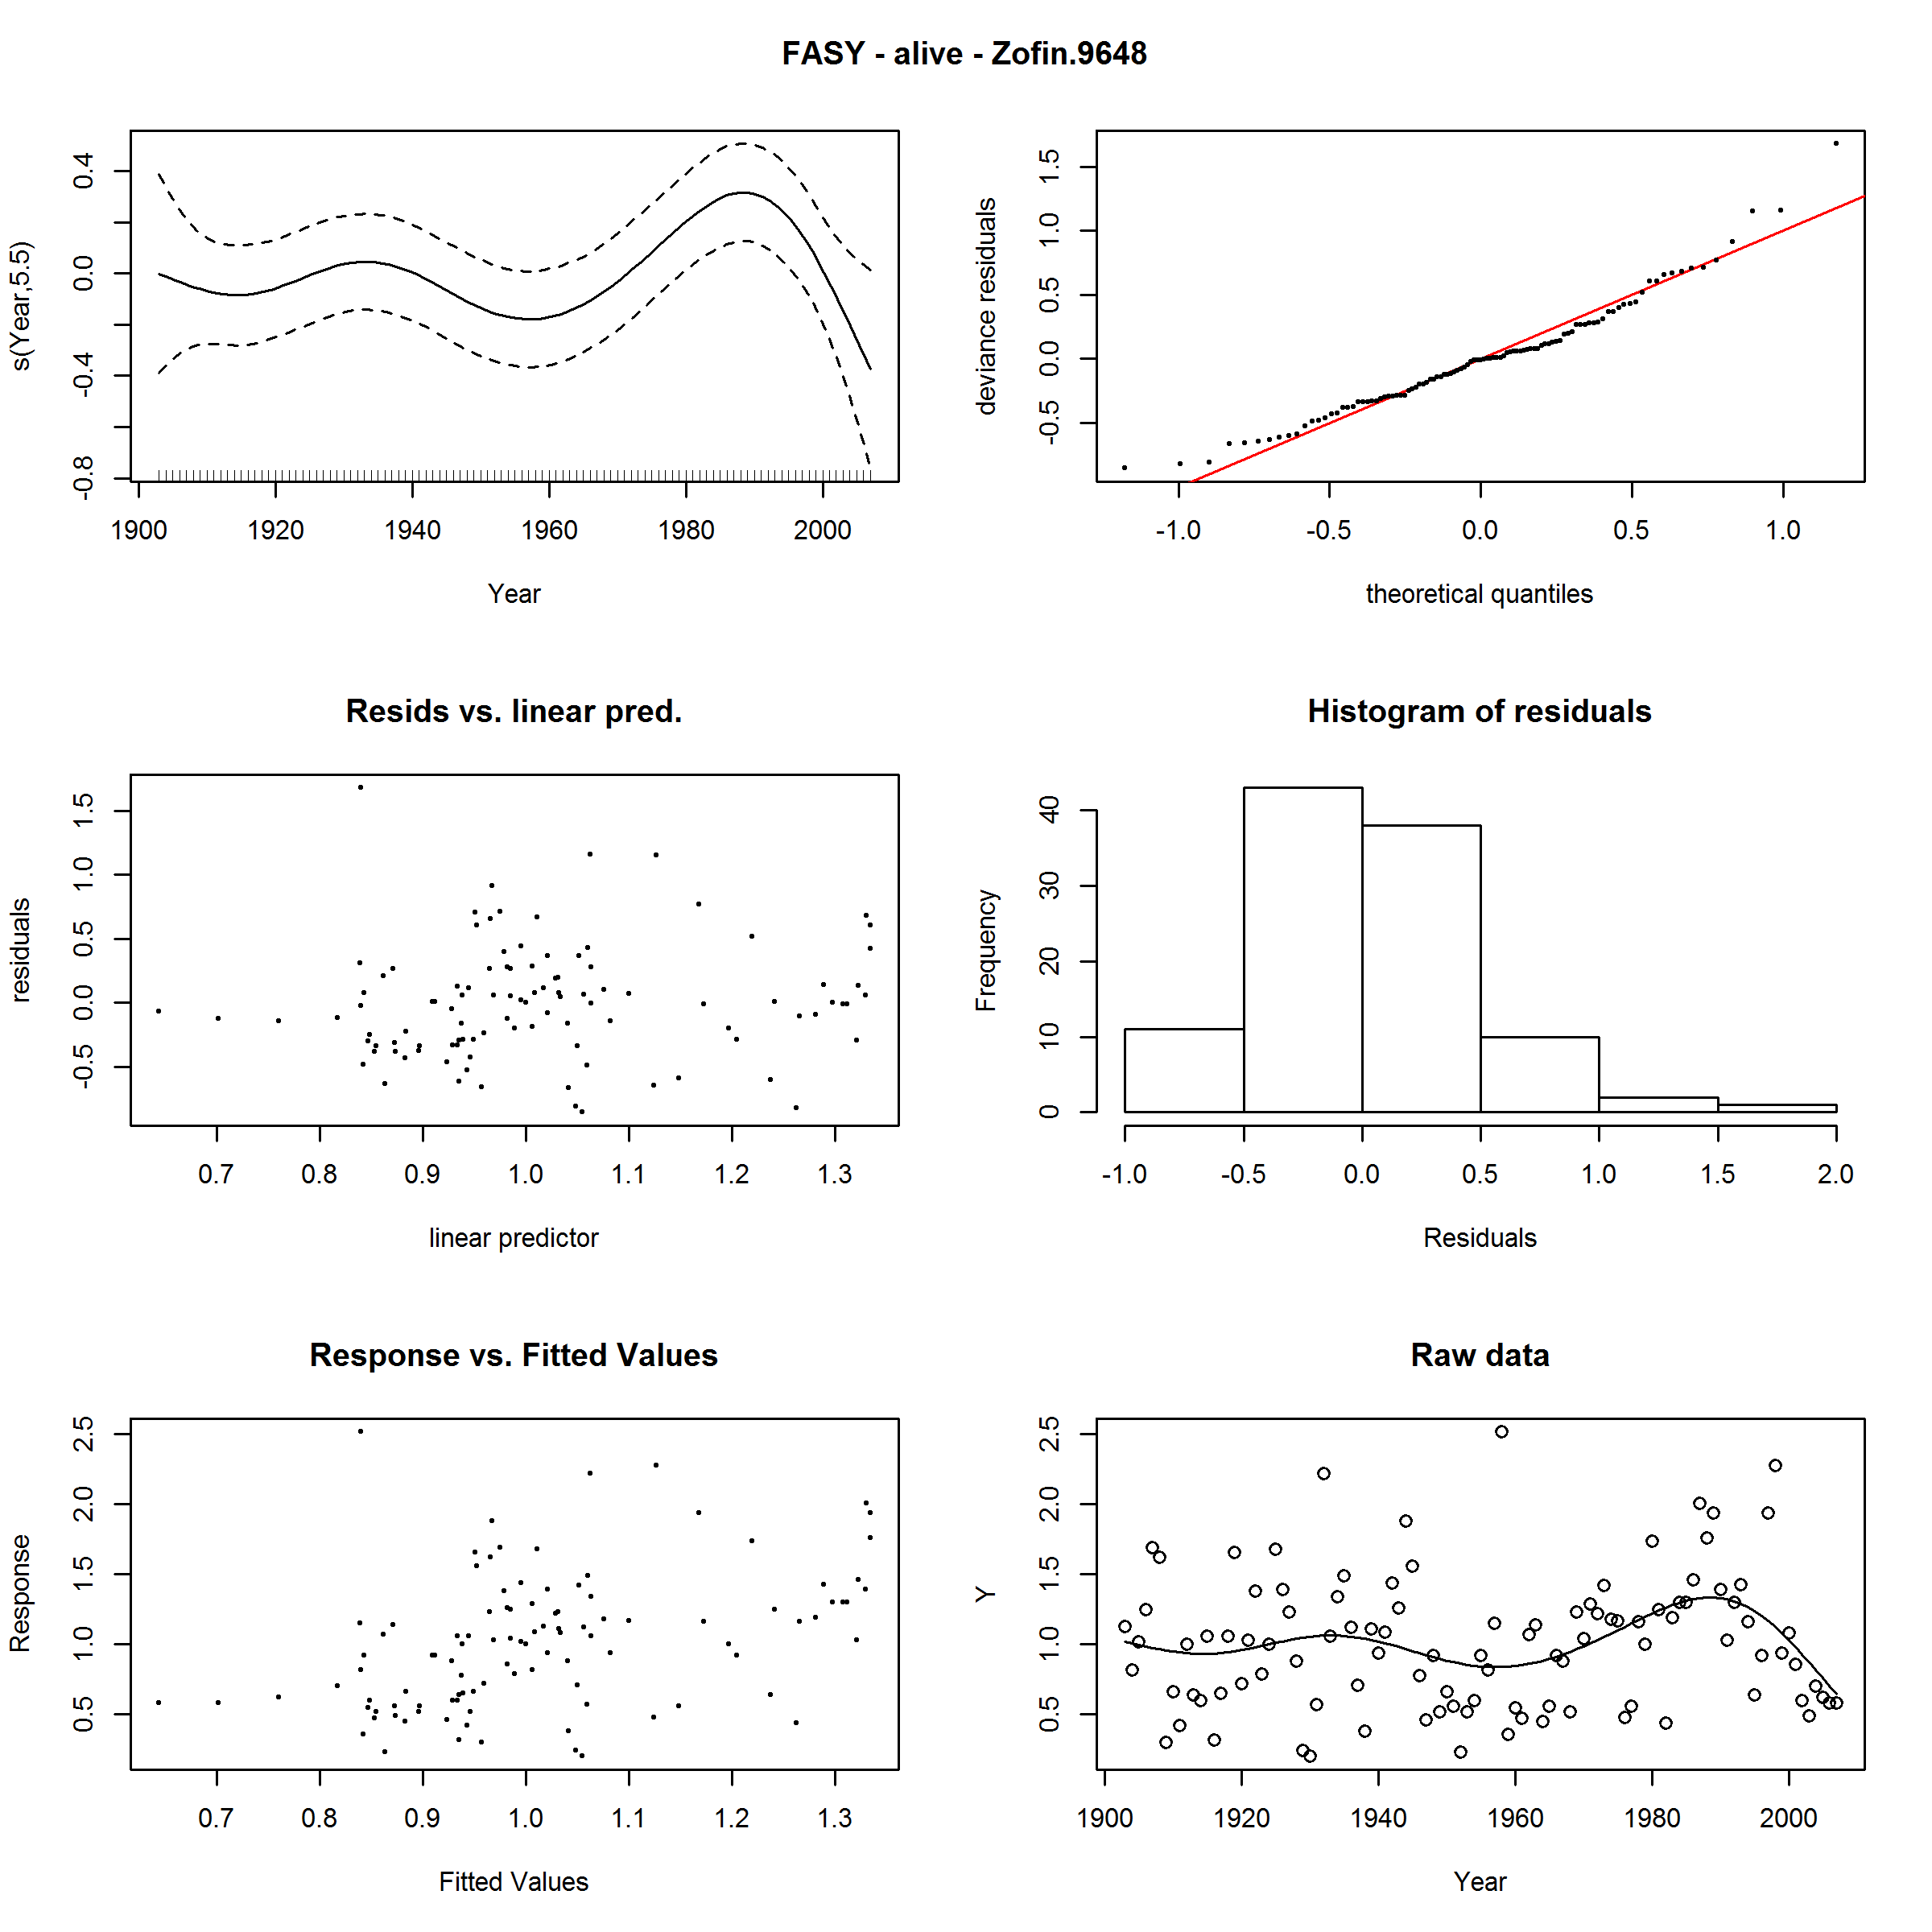 FASY - alive - Zofin.9648
s(Year,5.5)
-0.8 -0.4 0.0 0.4
1900 1920 1940 1960 1980 2000
Year
deviance residuals
-0.5 0.0 0.5 1.0 1.5
-1.0 -0.5 0.0 0.5 1.0
theoretical quantiles
Resids vs. linear pred.
residuals
-0.5 0.0 0.5 1.0 1.5
0.7 0.8 0.9 1.0 1.1 1.2 1.3
linear predictor
Histogram of residuals
Frequency
0 10 20 30 40
-1.0 -0.5 0.0 0.5 1.0 1.5 2.0
Residuals
Response vs. Fitted Values
Response
0.5 1.0 1.5 2.0 2.5
0.7 0.8 0.9 1.0 1.1 1.2 1.3
Fitted Values
Raw data
Y
0.5 1.0 1.5 2.0 2.5
1900 1920 1940 1960 1980 2000
Year